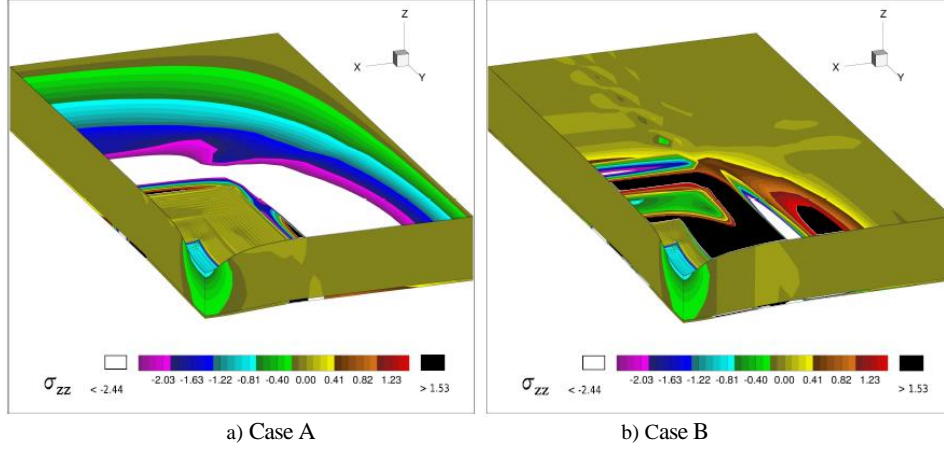 Z
X
Y
Z
X
Y
-2.03 -1.63 -1.22 -0.81 -0.40 0.00 0.41 0.82 1.23
σzz
< -2.44
> 1.53
-2.03 -1.63 -1.22 -0.81 -0.40 0.00 0.41 0.82 1.23
σzz
< -2.44
> 1.53
a) Case A
b) Case B